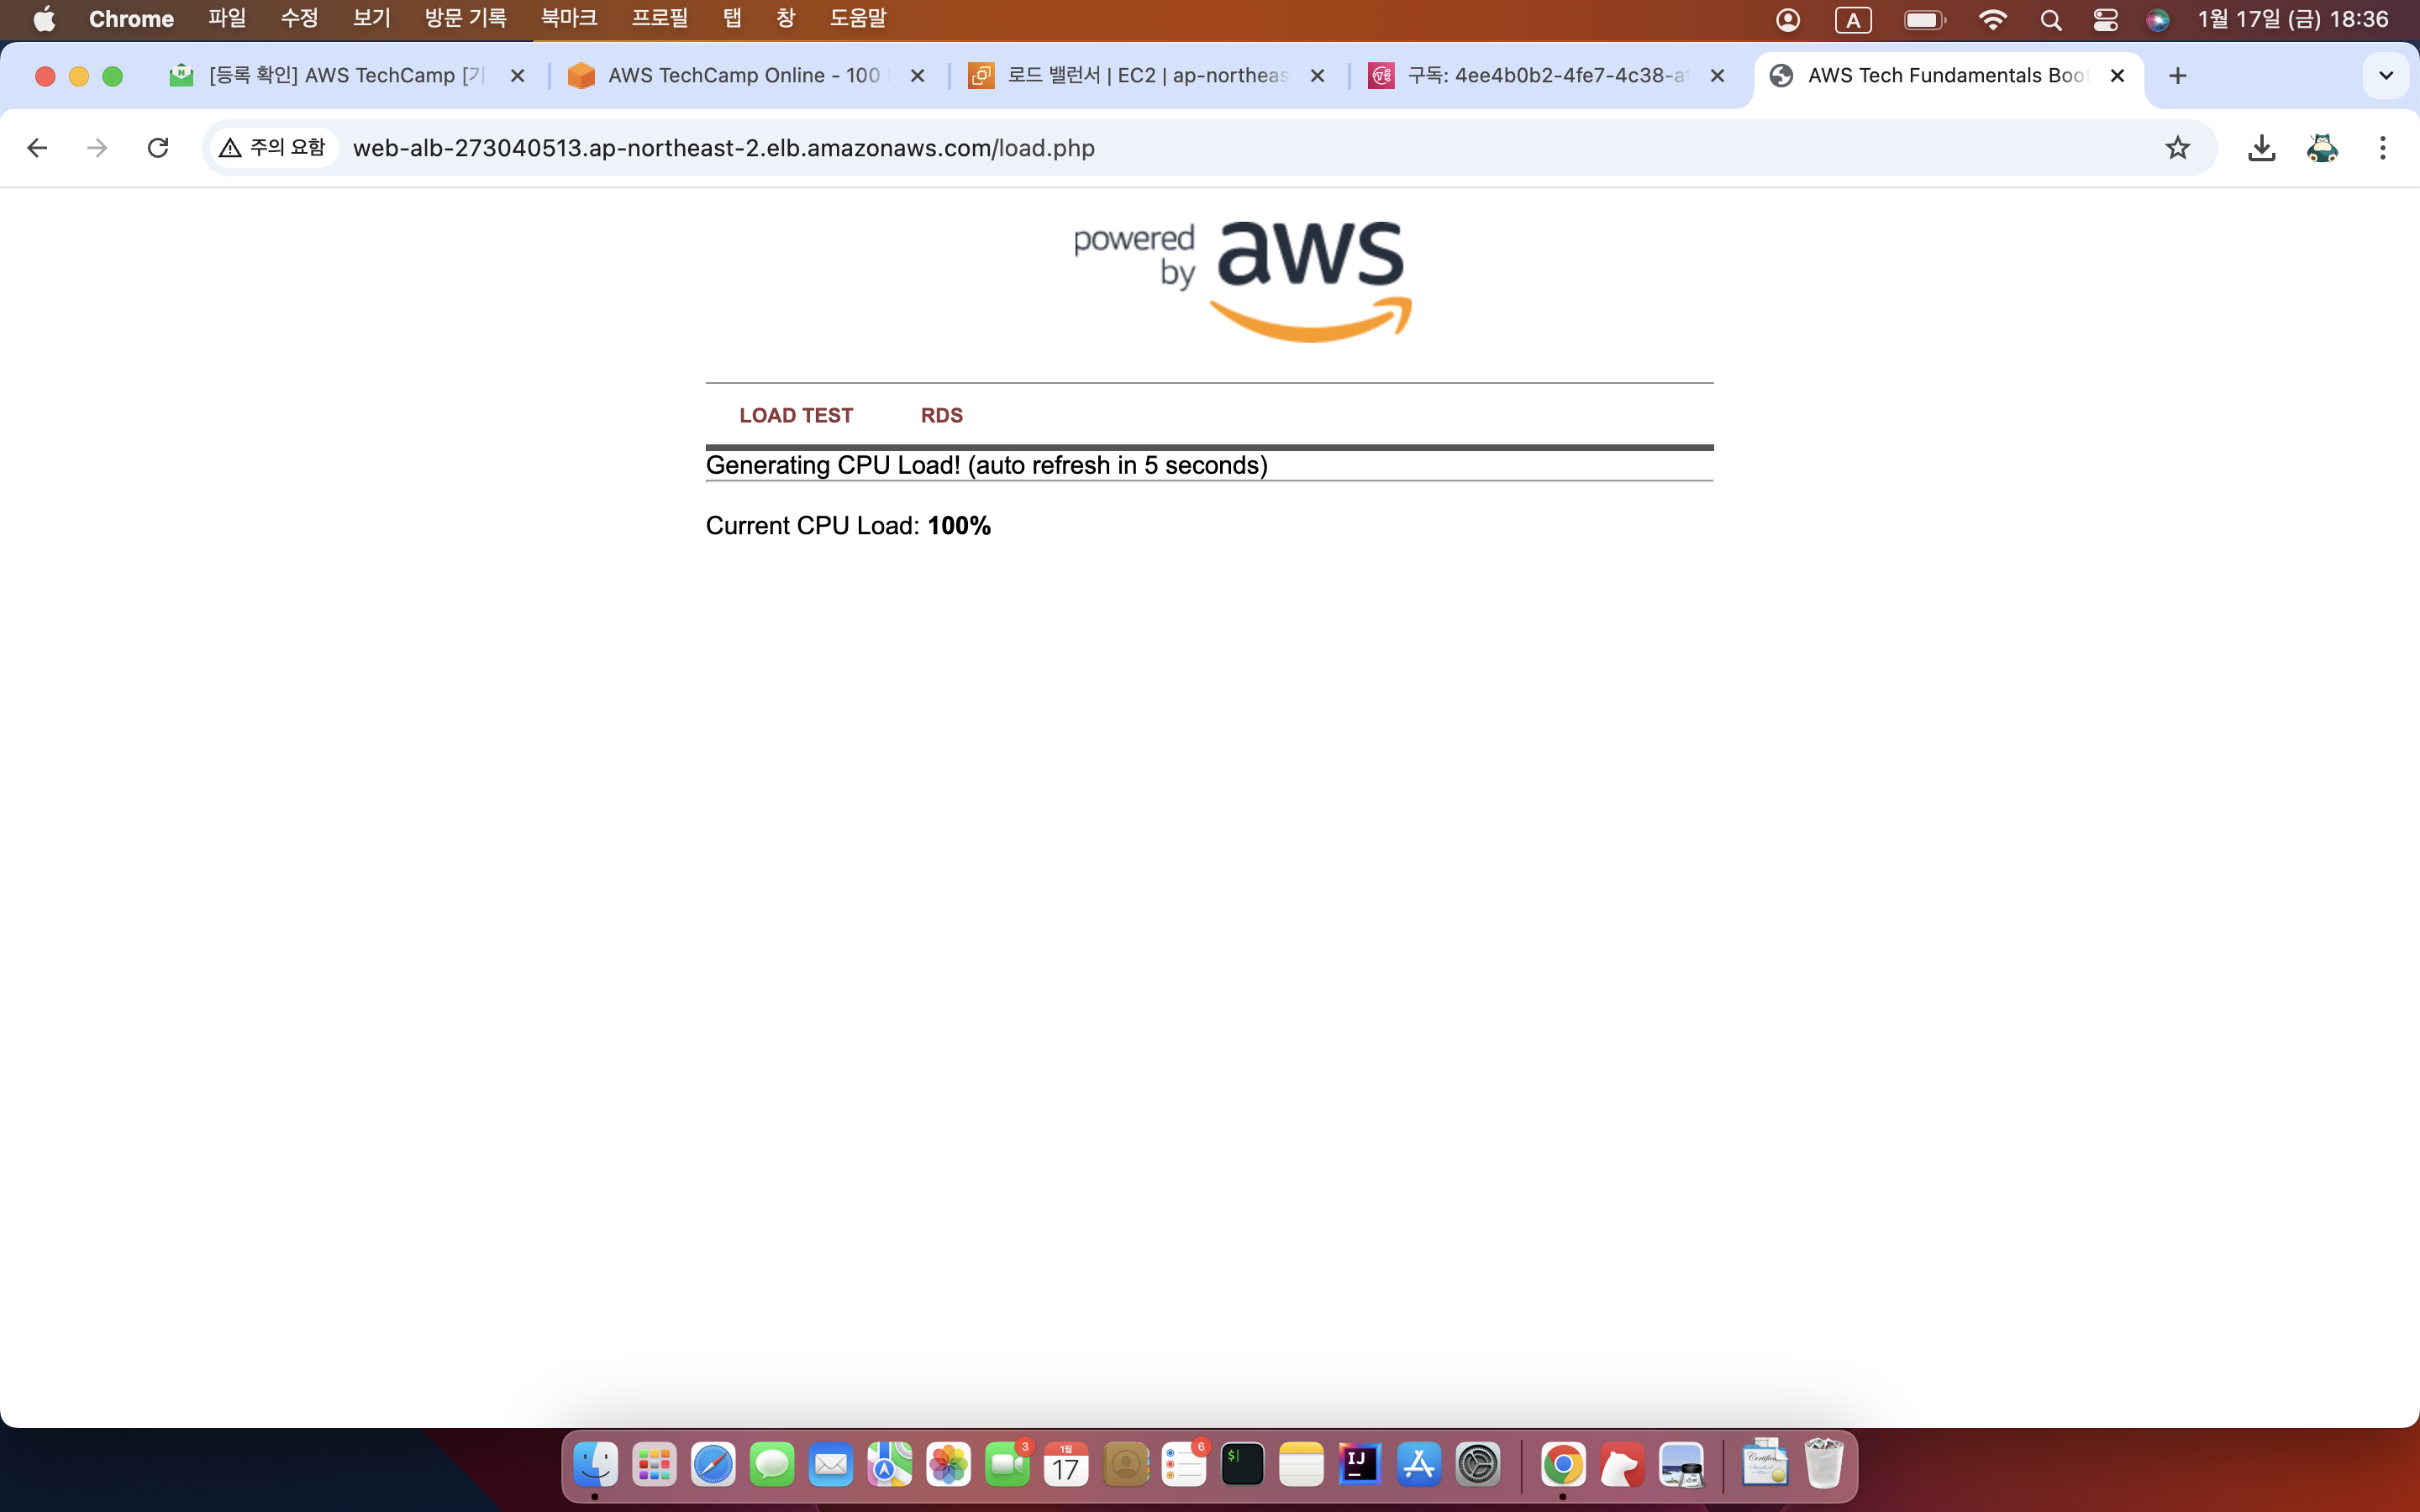 Chrome 파일 수정 보기 방문 기록 북마크 프로필 탭 창 도움말 A 1월 17일 (금) 18:36
[등록 확인] AWS TechCamp [기 AWS TechCamp Online - 100 로드 밸런서 | EC2 | ap-northeas 구독: 4ee4b0b2-4fe7-4c38-a AWS Tech Fundamentals Boo
주의 요함 web-alb-273040513.ap-northeast-2.elb.amazonaws.com/load.php
powered by aws
LOAD TEST RDS
Generating CPU Load! (auto refresh in 5 seconds)
Current CPU Load: 100%
3 1월 17 6 $ IJ